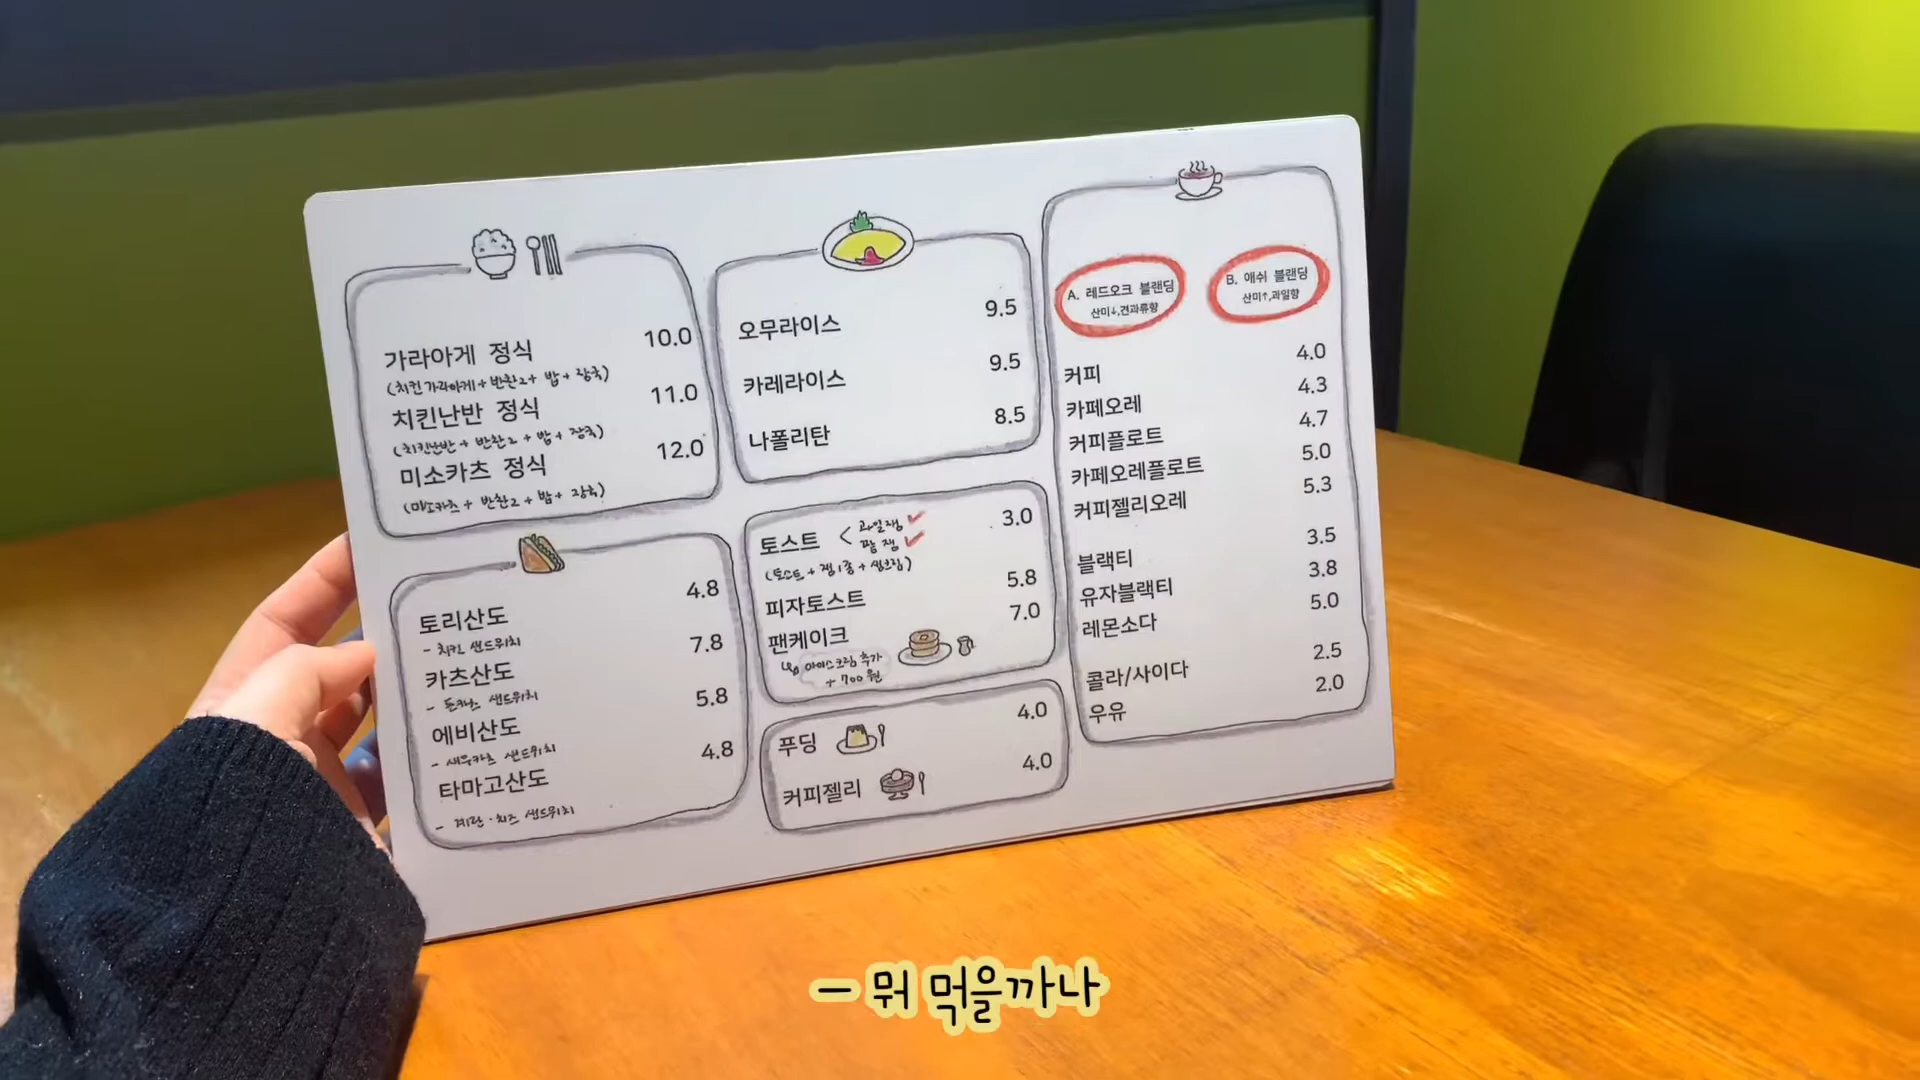 가라아게 정식 10.0
(치킨 가라아게 + 반찬2 + 밥 + 장국)
치킨난반 정식 11.0
(치킨난반 + 반찬2 + 밥 + 장국)
미소카츠 정식 12.0
(미소카츠 + 반찬2 + 밥 + 장국)
토리산도 4.8
- 치킨 샌드위치
카츠산도 7.8
- 돈카츠 샌드위치
에비산도 5.8
- 새우카츠 샌드위치
타마고산도 4.8
- 계란·치즈 샌드위치
오무라이스 9.5
카레라이스 9.5
나폴리탄 8.5
토스트 < 과일잼 ✓ 3.0
팥 잼 ✓
(토스트 + 잼1종 + 생크림)
피자토스트 5.8
팬케이크 7.0
↳ 아이스크림 추가
+ 700원
푸딩 4.0
커피젤리 4.0
A. 레드오크 블랜딩
산미↓,견과류향
B. 애쉬 블랜딩
산미↑,과일향
커피 4.0
카페오레 4.3
커피플로트 4.7
카페오레플로트 5.0
커피젤리오레 5.3
블랙티 3.5
유자블랙티 3.8
레몬소다 5.0
콜라/사이다 2.5
우유 2.0
- 뭐 먹을까나